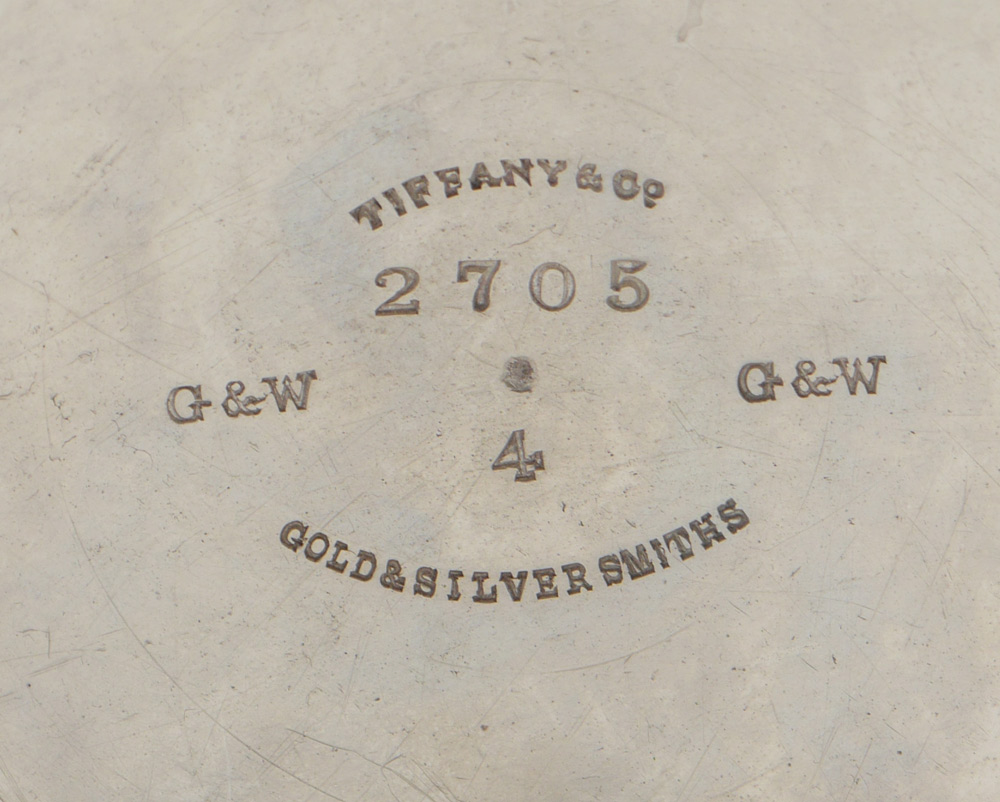 TIFFANY & Co
2705
G&W G&W
4
GOLD & SILVER SMITHS